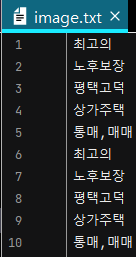 image.txt ×
1 최고의
2 노후보장
3 평택고덕
4 상가주택
5 통매,매매
6 최고의
7 노후보장
8 평택고덕
9 상가주택
10 통매,매매